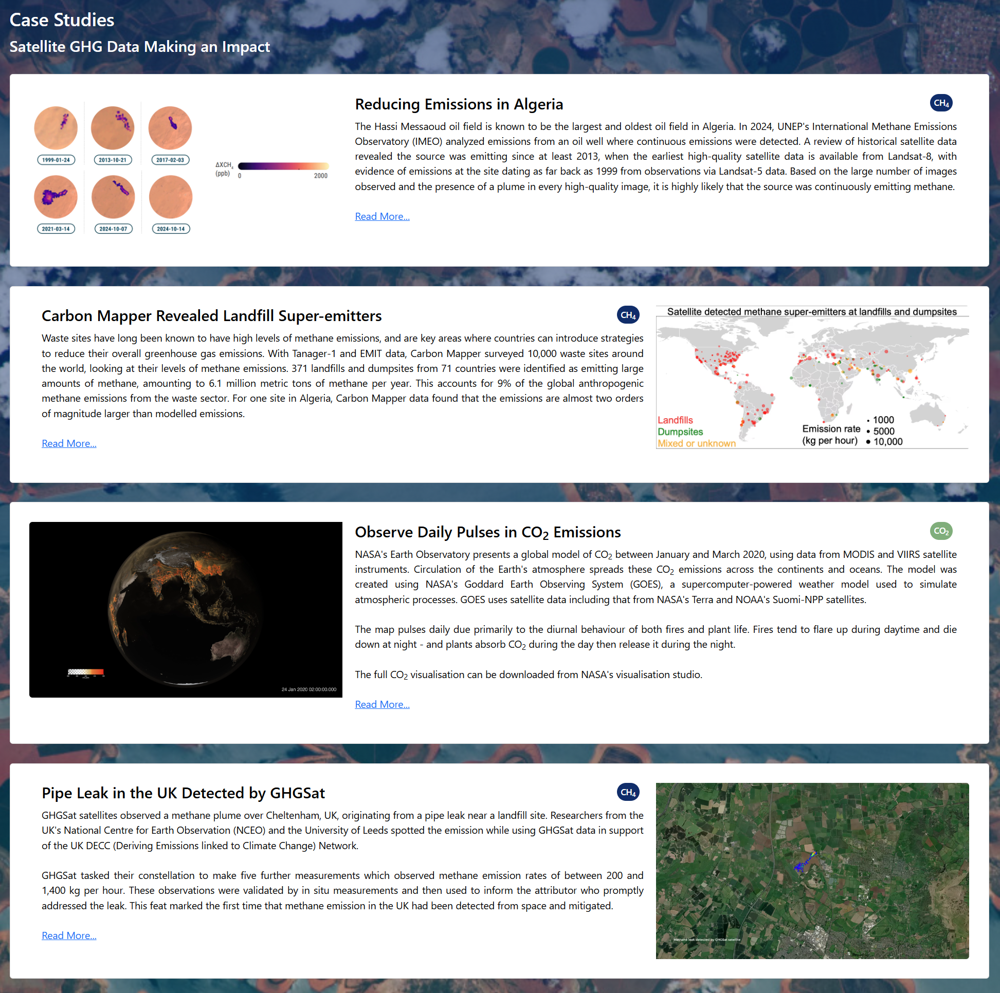 Case Studies
Satellite GHG Data Making an Impact
1999-01-24
2013-10-21
2017-02-03
2021-03-14
2024-10-07
2024-10-14
ΔXCH₄
(ppb)
0
2000
Reducing Emissions in Algeria
CH₄
The Hassi Messaoud oil field is known to be the largest and oldest oil field in Algeria. In 2024, UNEP's International Methane Emissions
Observatory (IMEO) analyzed emissions from an oil well where continuous emissions were detected. A review of historical satellite data
revealed the source was emitting since at least 2013, when the earliest high-quality satellite data is available from Landsat-8, with
evidence of emissions at the site dating as far back as 1999 from observations via Landsat-5 data. Based on the large number of images
observed and the presence of a plume in every high-quality image, it is highly likely that the source was continuously emitting methane.
Read More...
Carbon Mapper Revealed Landfill Super-emitters
CH₄
Waste sites have long been known to have high levels of methane emissions, and are key areas where countries can introduce strategies
to reduce their overall greenhouse gas emissions. With Tanager-1 and EMIT data, Carbon Mapper surveyed 10,000 waste sites around
the world, looking at their levels of methane emissions. 371 landfills and dumpsites from 71 countries were identified as emitting large
amounts of methane, amounting to 6.1 million metric tons of methane per year. This accounts for 9% of the global anthropogenic
methane emissions from the waste sector. For one site in Algeria, Carbon Mapper data found that the emissions are almost two orders
of magnitude larger than modelled emissions.
Read More...
Satellite detected methane super-emitters at landfills and dumpsites
Landfills
Dumpsites
Mixed or unknown
Emission rate
(kg per hour)
1000
5000
10,000
24 Jan 2020 02:00:00.000
Observe Daily Pulses in CO₂ Emissions
CO₂
NASA's Earth Observatory presents a global model of CO₂ between January and March 2020, using data from MODIS and VIIRS satellite
instruments. Circulation of the Earth's atmosphere spreads these CO₂ emissions across the continents and oceans. The model was
created using NASA's Goddard Earth Observing System (GOES), a supercomputer-powered weather model used to simulate
atmospheric processes. GOES uses satellite data including that from NASA's Terra and NOAA's Suomi-NPP satellites.
The map pulses daily due primarily to the diurnal behaviour of both fires and plant life. Fires tend to flare up during daytime and die
down at night - and plants absorb CO₂ during the day then release it during the night.
The full CO₂ visualisation can be downloaded from NASA's visualisation studio.
Read More...
Pipe Leak in the UK Detected by GHGSat
CH₄
GHGSat satellites observed a methane plume over Cheltenham, UK, originating from a pipe leak near a landfill site. Researchers from the
UK's National Centre for Earth Observation (NCEO) and the University of Leeds spotted the emission while using GHGSat data in support
of the UK DECC (Deriving Emissions linked to Climate Change) Network.
GHGSat tasked their constellation to make five further measurements which observed methane emission rates of between 200 and
1,400 kg per hour. These observations were validated by in situ measurements and then used to inform the attributor who promptly
addressed the leak. This feat marked the first time that methane emission in the UK had been detected from space and mitigated.
Read More...
Methane leak detected by GHGSat satellite